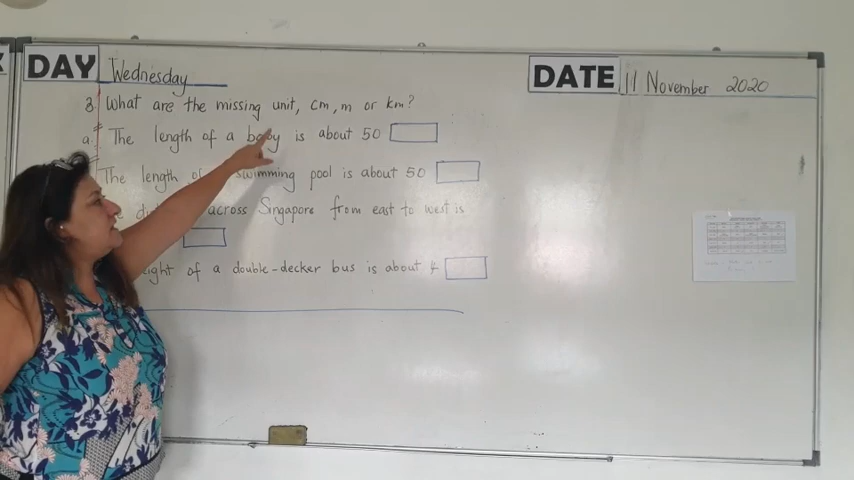 DAY Wednesday DATE 11 November 2020
3. What are the missing unit, cm, m or km?
a. The length of a baby is about 50
The length of swimming pool is about 50
across Singapore from east to west is
of a double-decker bus is about 4